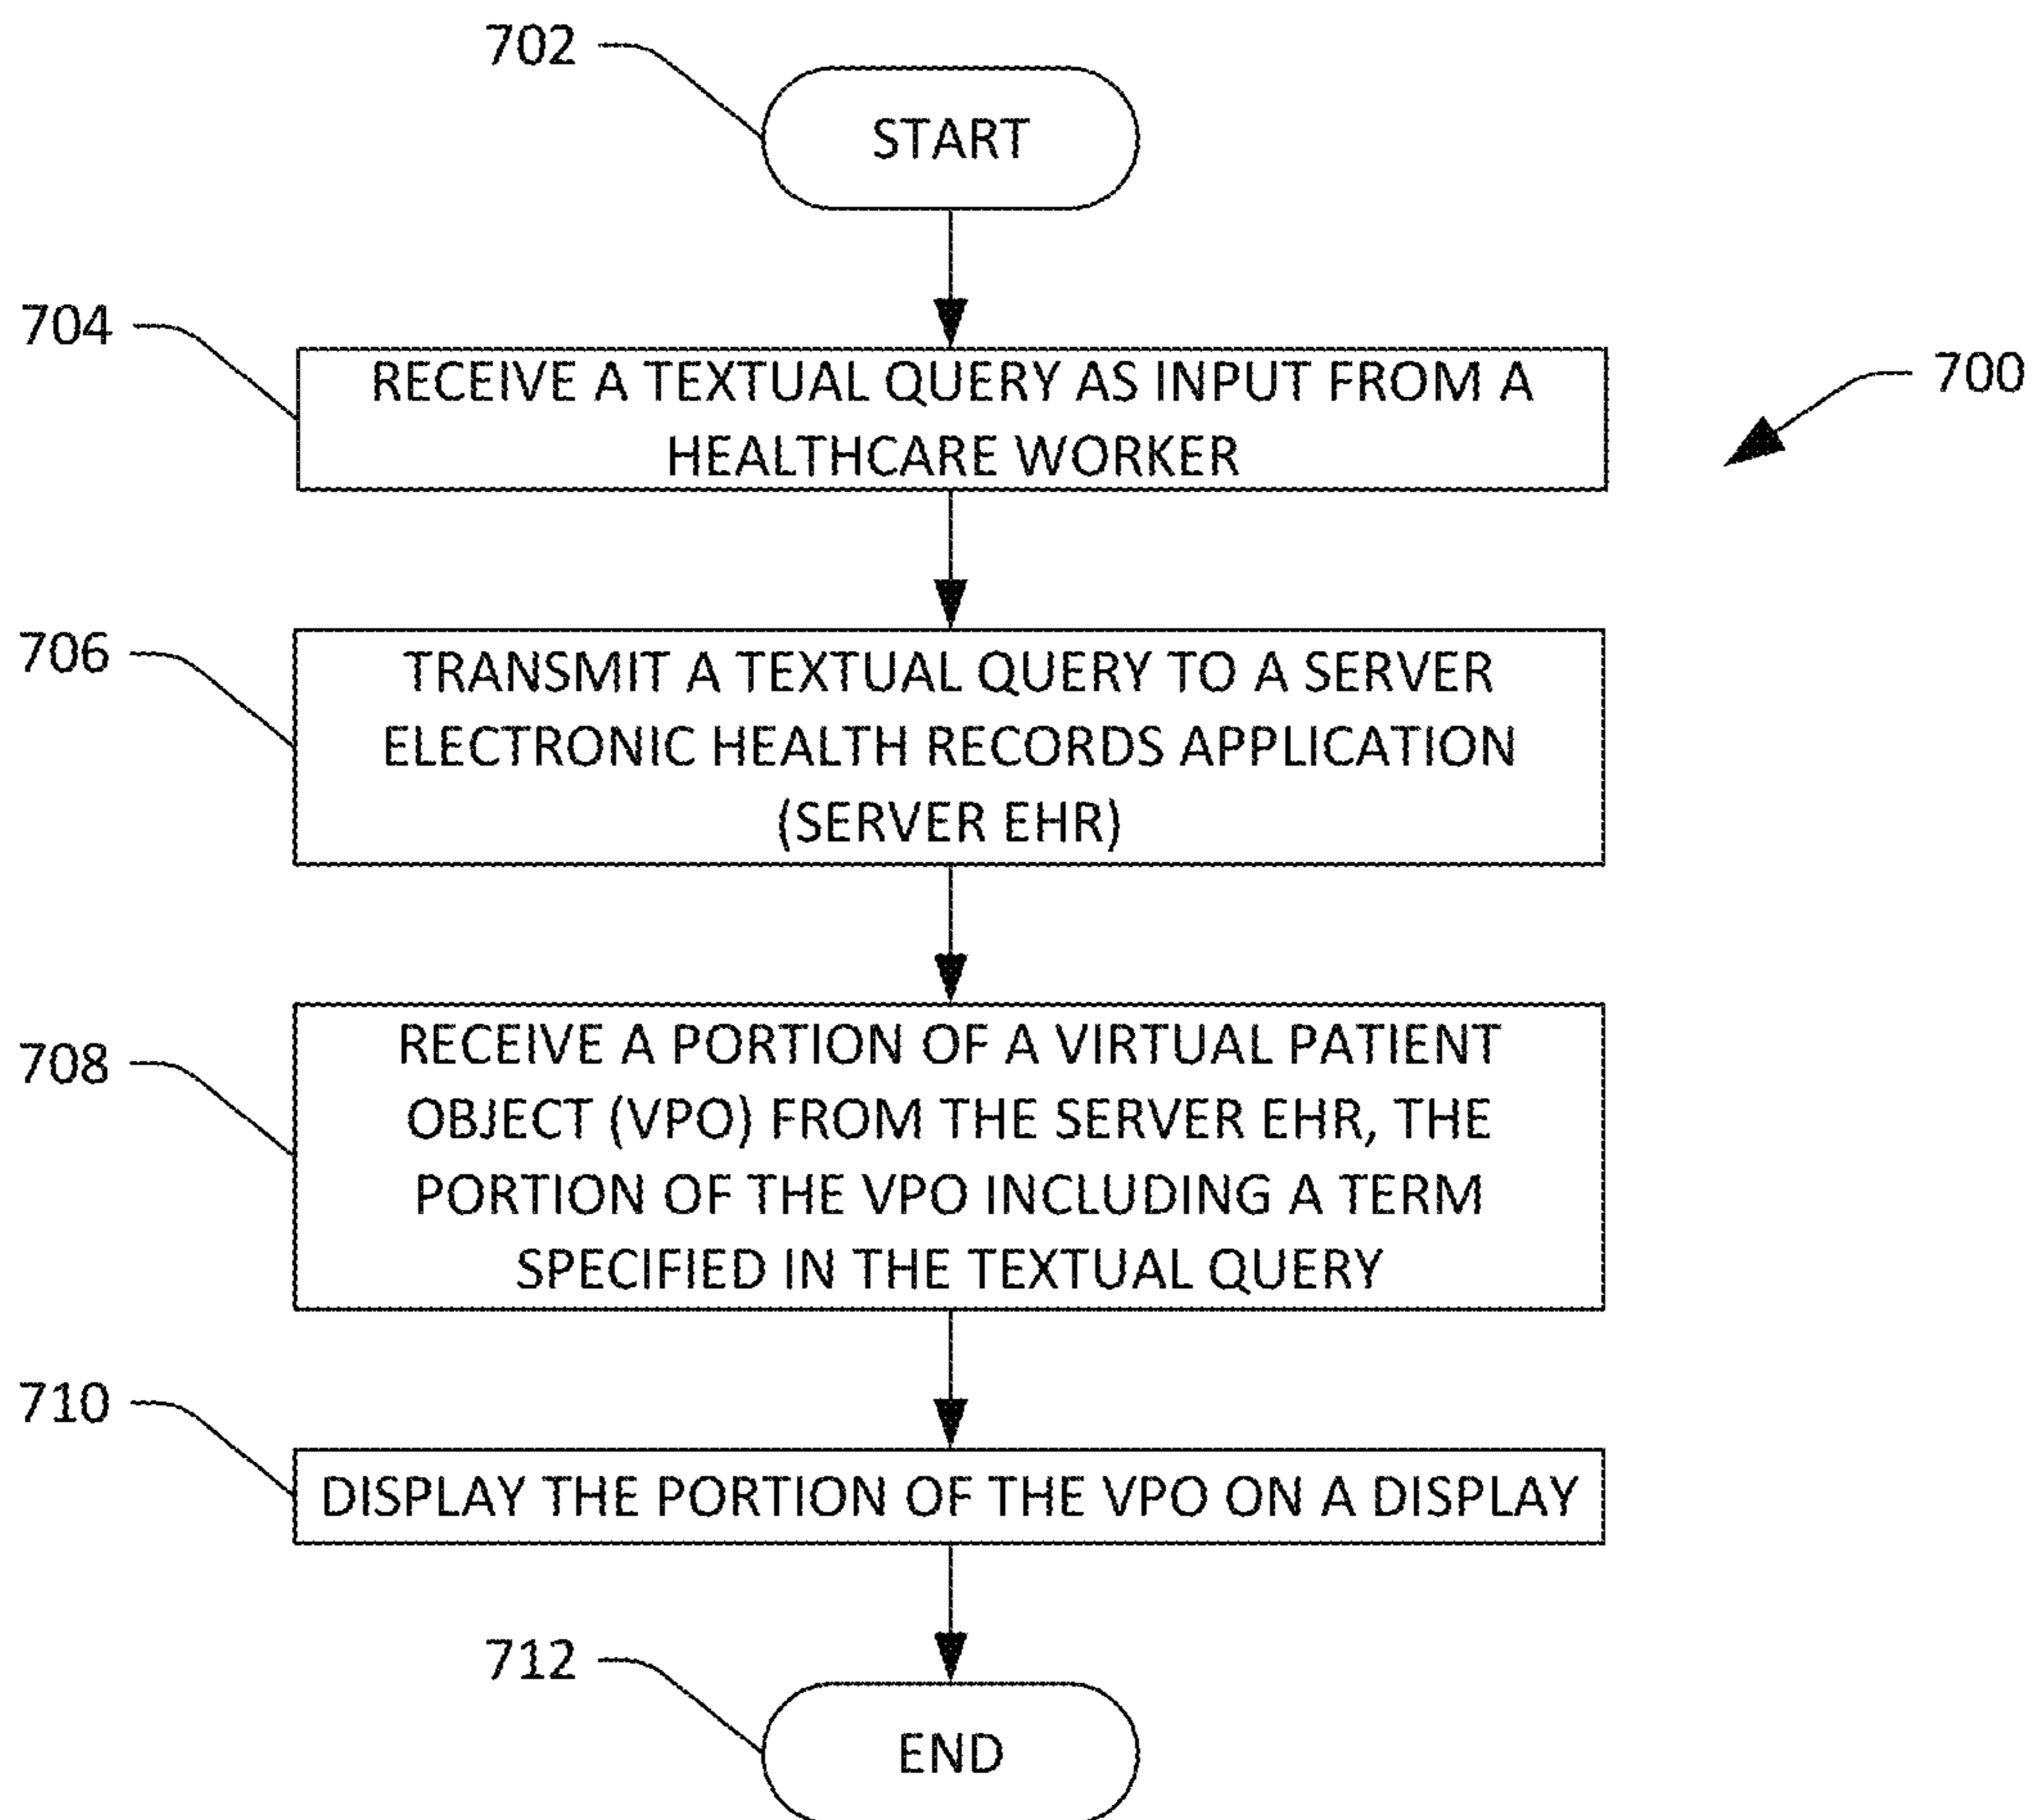 702
START
704
RECEIVE A TEXTUAL QUERY AS INPUT FROM A
HEALTHCARE WORKER
700
706
TRANSMIT A TEXTUAL QUERY TO A SERVER
ELECTRONIC HEALTH RECORDS APPLICATION
(SERVER EHR)
708
RECEIVE A PORTION OF A VIRTUAL PATIENT
OBJECT (VPO) FROM THE SERVER EHR, THE
PORTION OF THE VPO INCLUDING A TERM
SPECIFIED IN THE TEXTUAL QUERY
710
DISPLAY THE PORTION OF THE VPO ON A DISPLAY
712
END